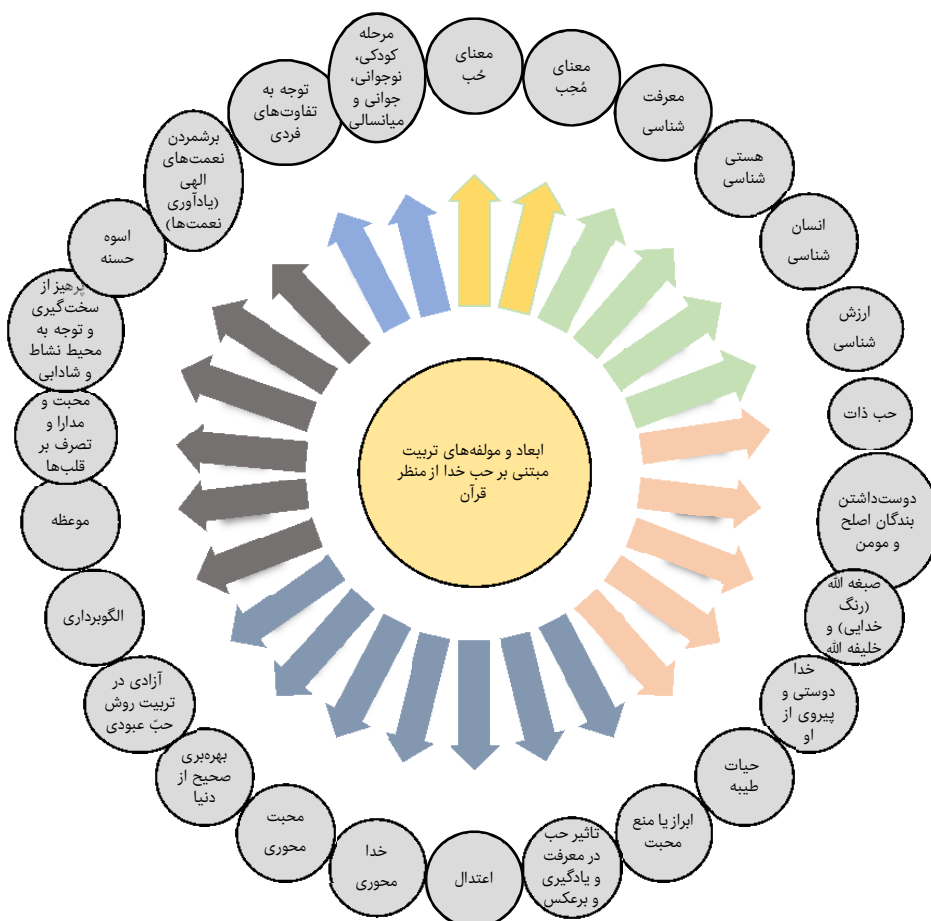 ابعاد و مولفه‌های تربیت
مبتنی بر حب خدا از منظر
قرآن
معنای
حُب
معنای
مُحِب
معرفت
شناسی
هستی
شناسی
انسان
شناسی
ارزش
شناسی
حب ذات
دوست‌داشتن
بندگان اصلح
و مومن
صبغه الله
(رنگ
خدایی) و
خلیفه الله
خدا
دوستی و
پیروی از
او
حیات
طیبه
ابراز یا منع
محبت
تاثیر حب
در معرفت
و یادگیری
و برعکس
اعتدال
خدا
محوری
محبت
محوری
بهره‌بری
صحیح از
دنیا
آزادی در
تربیت روش
حبّ عبودی
الگوبرداری
موعظه
محبت و
مدارا و
تصرف بر
قلب‌ها
پرهیز از
سخت‌گیری
و توجه به
محیط نشاط
و شادابی
اسوه
حسنه
برشمردن
نعمت‌های
الهی
(یادآوری
نعمت‌ها)
توجه به
تفاوت‌های
فردی
مرحله
کودکی،
نوجوانی،
جوانی و
میانسالی